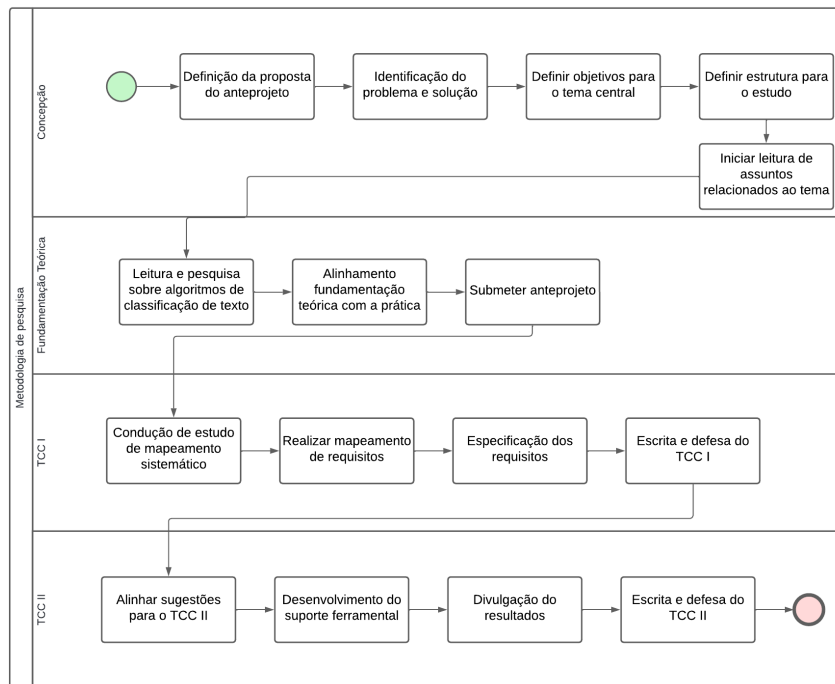 Metodologia de pesquisa
Concepção
Definição da proposta
do anteprojeto
Identificação do
problema e solução
Definir objetivos para
o tema central
Definir estrutura para
o estudo
Iniciar leitura de
assuntos
relacionados ao tema
Fundamentação Teórica
Leitura e pesquisa
sobre algoritmos de
classificação de texto
Alinhamento
fundamentação
teórica com a prática
Submeter anteprojeto
TCC I
Condução de estudo
de mapeamento
sistemático
Realizar mapeamento
de requisitos
Especificação dos
requisitos
Escrita e defesa do
TCC I
TCC II
Alinhar sugestões
para o TCC II
Desenvolvimento do
suporte ferramental
Divulgação do
resultados
Escrita e defesa do
TCC II